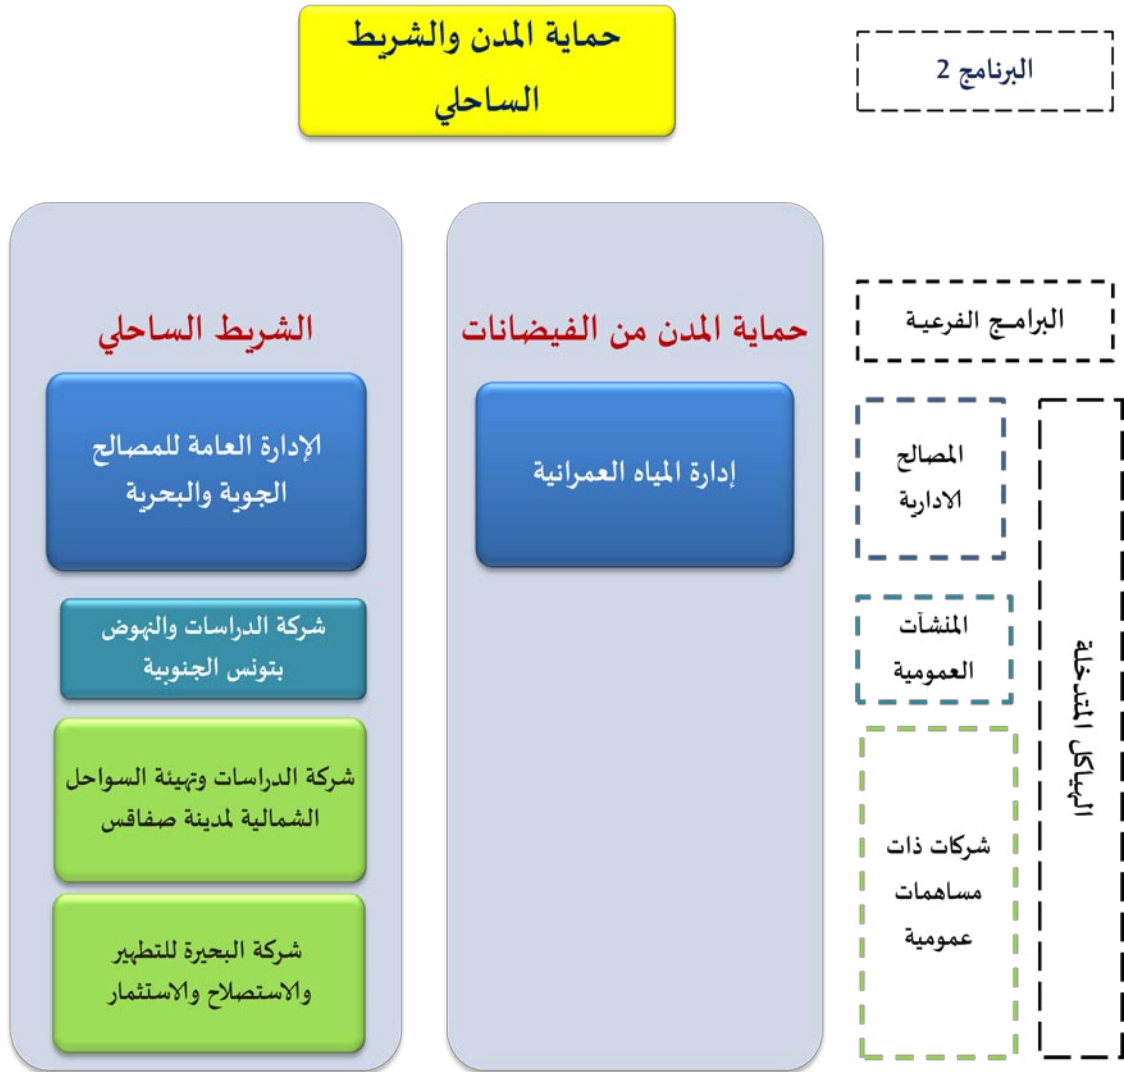 البرنامج 2
حماية المدن والشريط
الساحلي
البرامج الفرعية
حماية المدن من الفيضانات
الشريط الساحلي
الهياكل المتدخلة
المصالح
الادارية
إدارة المياه العمرانية
الإدارة العامة للمصالح
الجوية والبحرية
المنشآت
العمومية
شركة الدراسات والنهوض
بتونس الجنوبية
شركات ذات
مساهمات
عمومية
شركة الدراسات وتهيئة السواحل
الشمالية لمدينة صفاقس
شركة البحيرة للتطهير
والاستصلاح والاستثمار